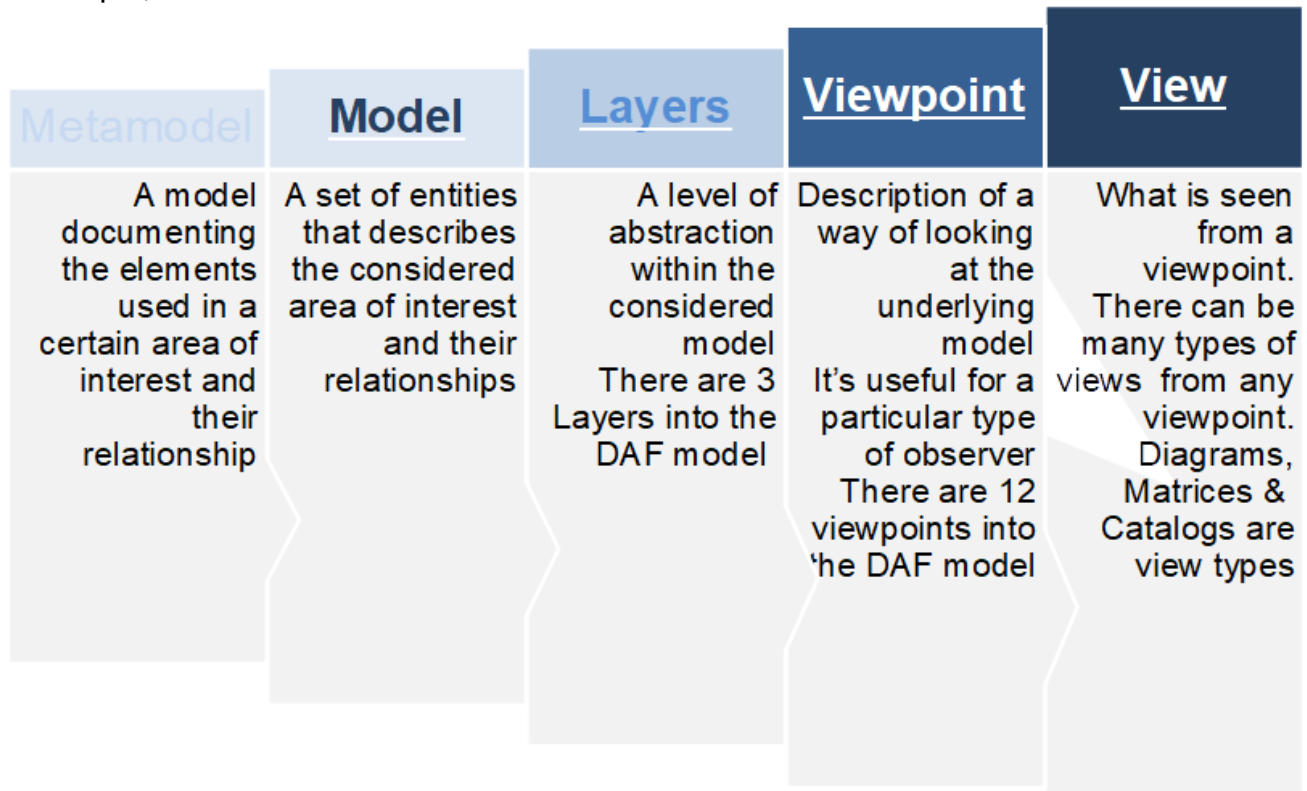 Metamodel
A model
documenting
the elements
used in a
certain area of
interest and
their
relationship
Model
A set of entities
that describes
the considered
area of interest
and their
relationships
Layers
A level of
abstraction
within the
considered
model
There are 3
Layers into the
DAF model
Viewpoint
Description of a
way of looking
at the
underlying
model
It's useful for a
particular type
of observer
There are 12
viewpoints into
the DAF model
View
What is seen
from a
viewpoint.
There can be
many types of
views from any
viewpoint.
Diagrams,
Matrices &
Catalogs are
view types